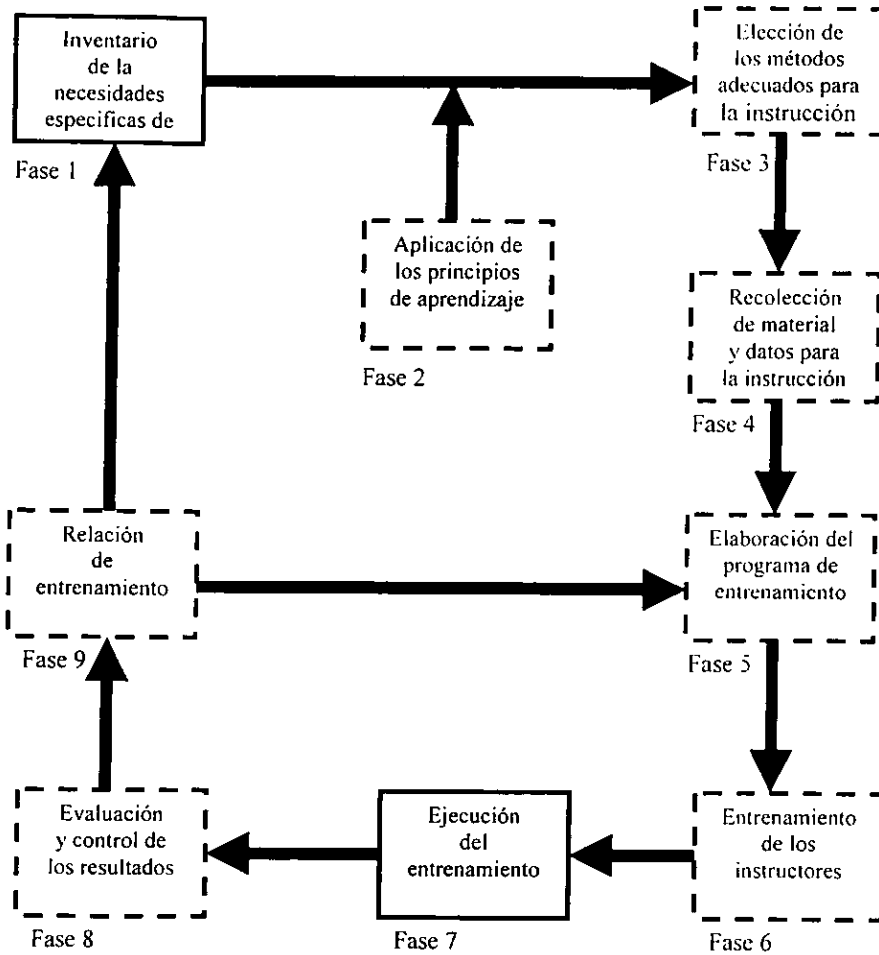 Inventario
de la
necesidades
especificas de
Fase 1
Aplicación de
los principios
de aprendizaje
Fase 2
Elección de
los métodos
adecuados para
la instrucción
Fase 3
Recolección
de material
y datos para
la instrucción
Fase 4
Elaboración del
programa de
entrenamiento
Fase 5
Entrenamiento
de los
instructores
Fase 6
Ejecución
del
entrenamiento
Fase 7
Evaluación
y control de
los resultados
Fase 8
Relación
de
entrenamiento
Fase 9